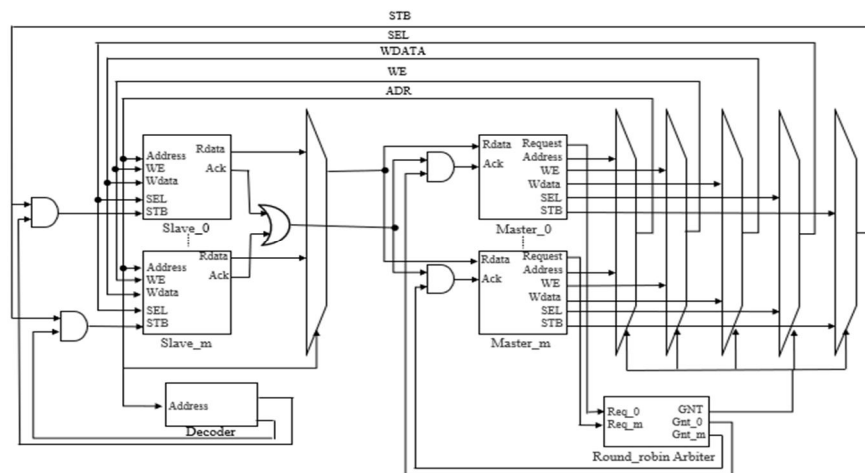 STB
SEL
WDATA
WE
ADR
Address
WE
Wdata
SEL
STB
Rdata
Ack
Slave_0
Address
WE
Wdata
SEL
STB
Rdata
Ack
Slave_m
Address
Decoder
Rdata
Ack
Request
Address
WE
Wdata
SEL
STB
Master_0
Rdata
Ack
Request
Address
WE
Wdata
SEL
STB
Master_m
Req_0
Req_m
GNT
Gnt_0
Gnt_m
Round_robin Arbiter